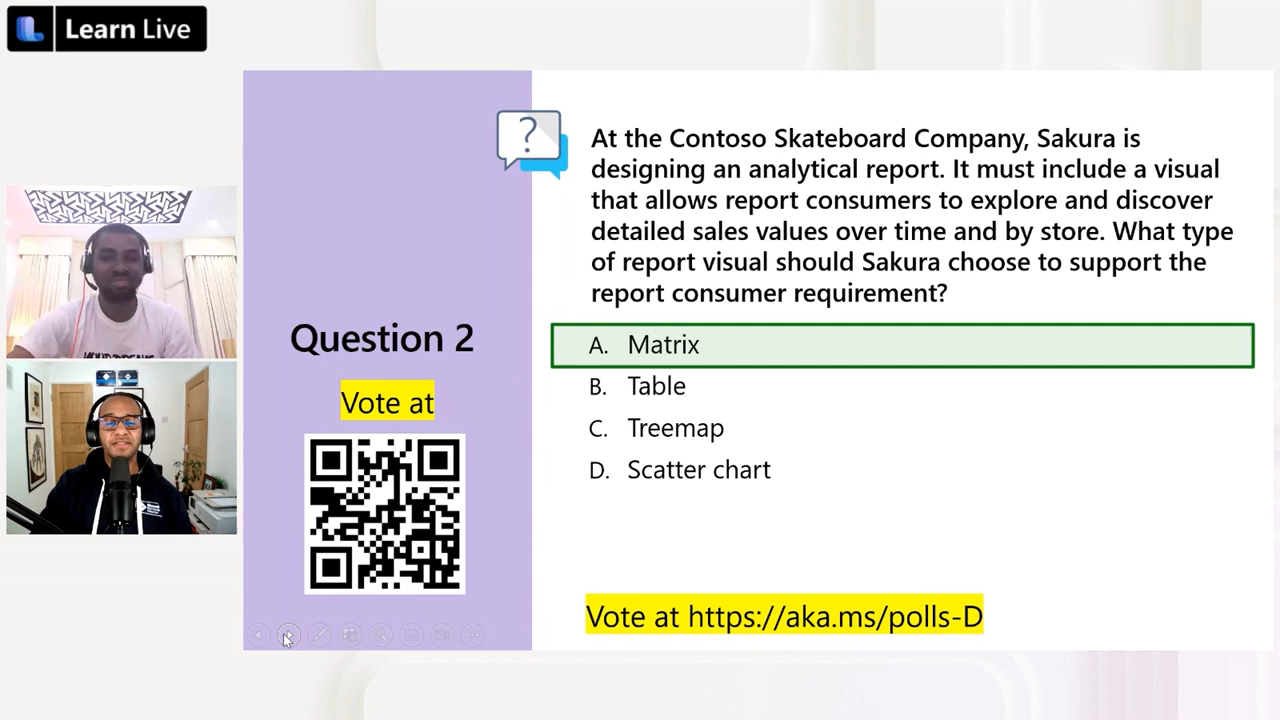 Learn Live
?
At the Contoso Skateboard Company, Sakura is
designing an analytical report. It must include a visual
that allows report consumers to explore and discover
detailed sales values over time and by store. What type
of report visual should Sakura choose to support the
report consumer requirement?
Question 2
Vote at
A. Matrix
B. Table
C. Treemap
D. Scatter chart
Vote at https://aka.ms/polls-D